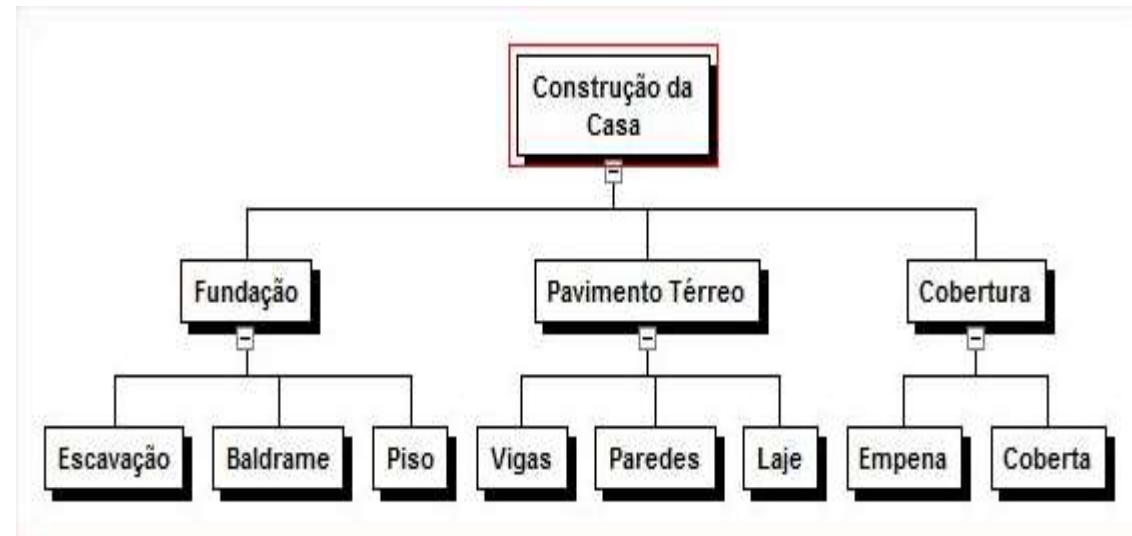 Construção da
Casa
Fundação
Pavimento Térreo
Cobertura
Escavação
Baldrame
Piso
Vigas
Paredes
Laje
Empena
Coberta